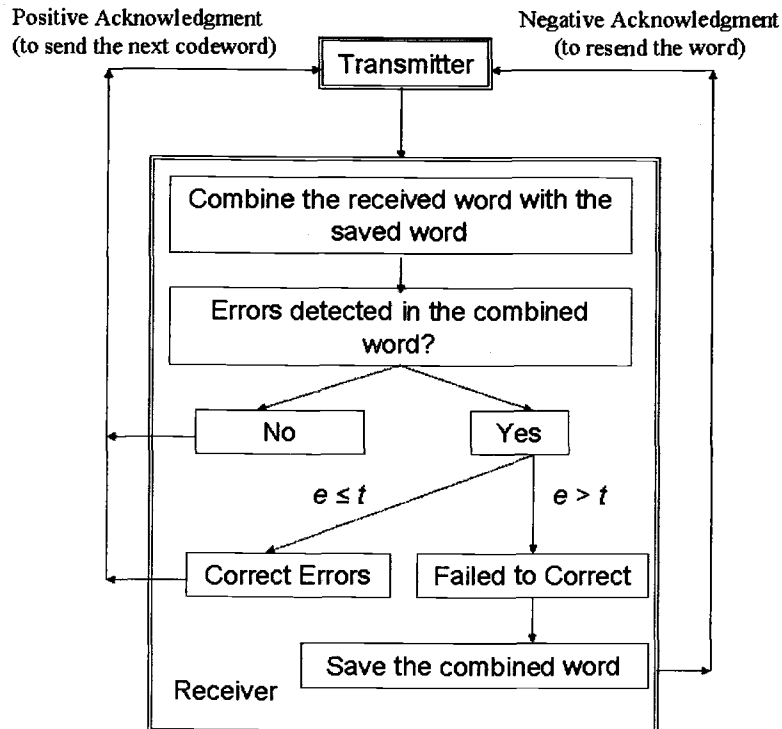 Positive Acknowledgment
(to send the next codeword)
Negative Acknowledgment
(to resend the word)
Transmitter
Combine the received word with the
saved word
Errors detected in the combined
word?
No
Yes
e ≤ t
e > t
Correct Errors
Failed to Correct
Save the combined word
Receiver